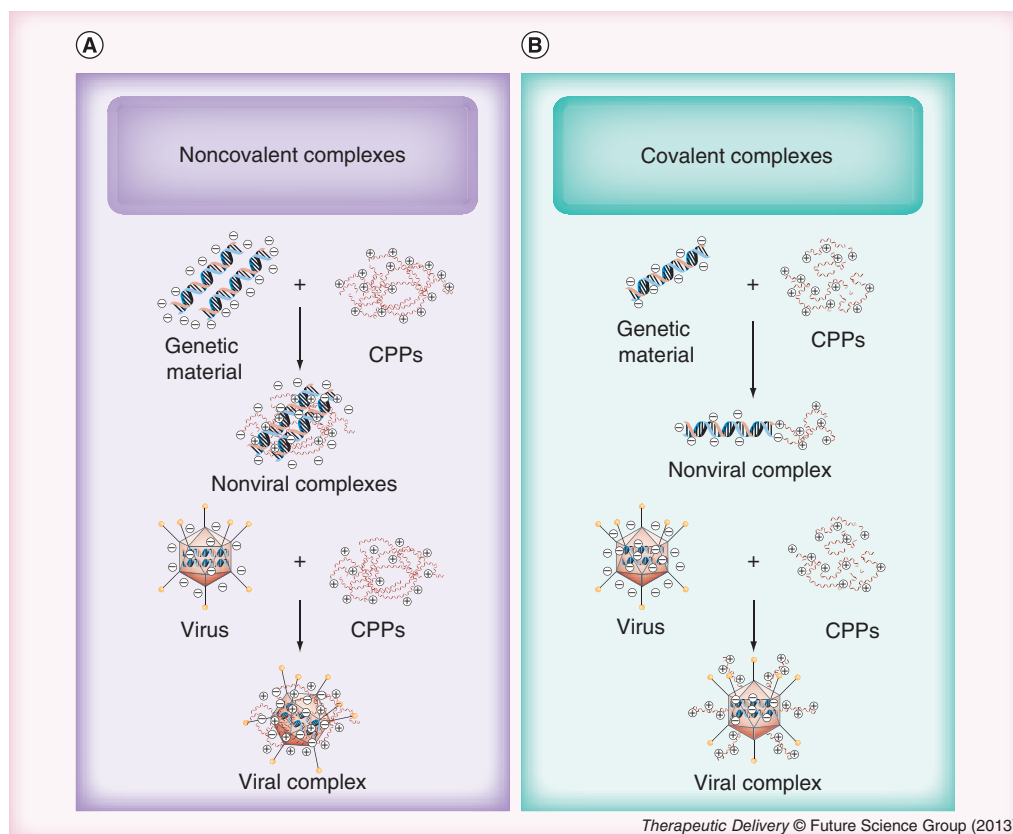 A
B
Noncovalent complexes
Covalent complexes
+
+
Genetic
material
CPPs
Genetic
material
CPPs
Nonviral complexes
Nonviral complex
+
+
Virus
CPPs
Virus
CPPs
Viral complex
Viral complex
Therapeutic Delivery © Future Science Group (2013